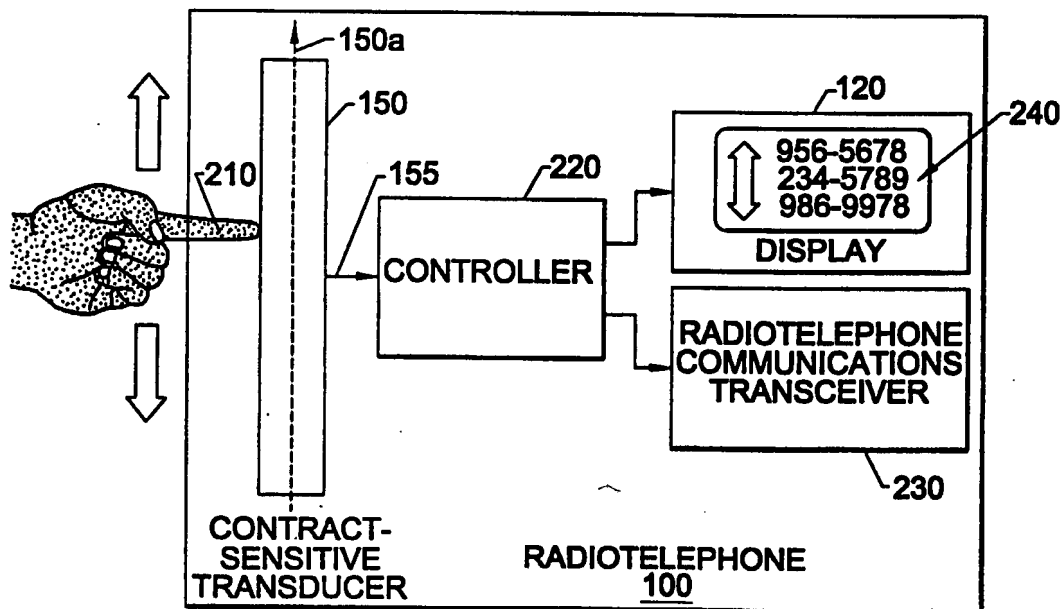 150a
150
210
155
220
CONTROLLER
120
240
956-5678
234-5789
986-9978
DISPLAY
RADIOTELEPHONE
COMMUNICATIONS
TRANSCEIVER
230
CONTRACT-
SENSITIVE
TRANSDUCER
RADIOTELEPHONE
100